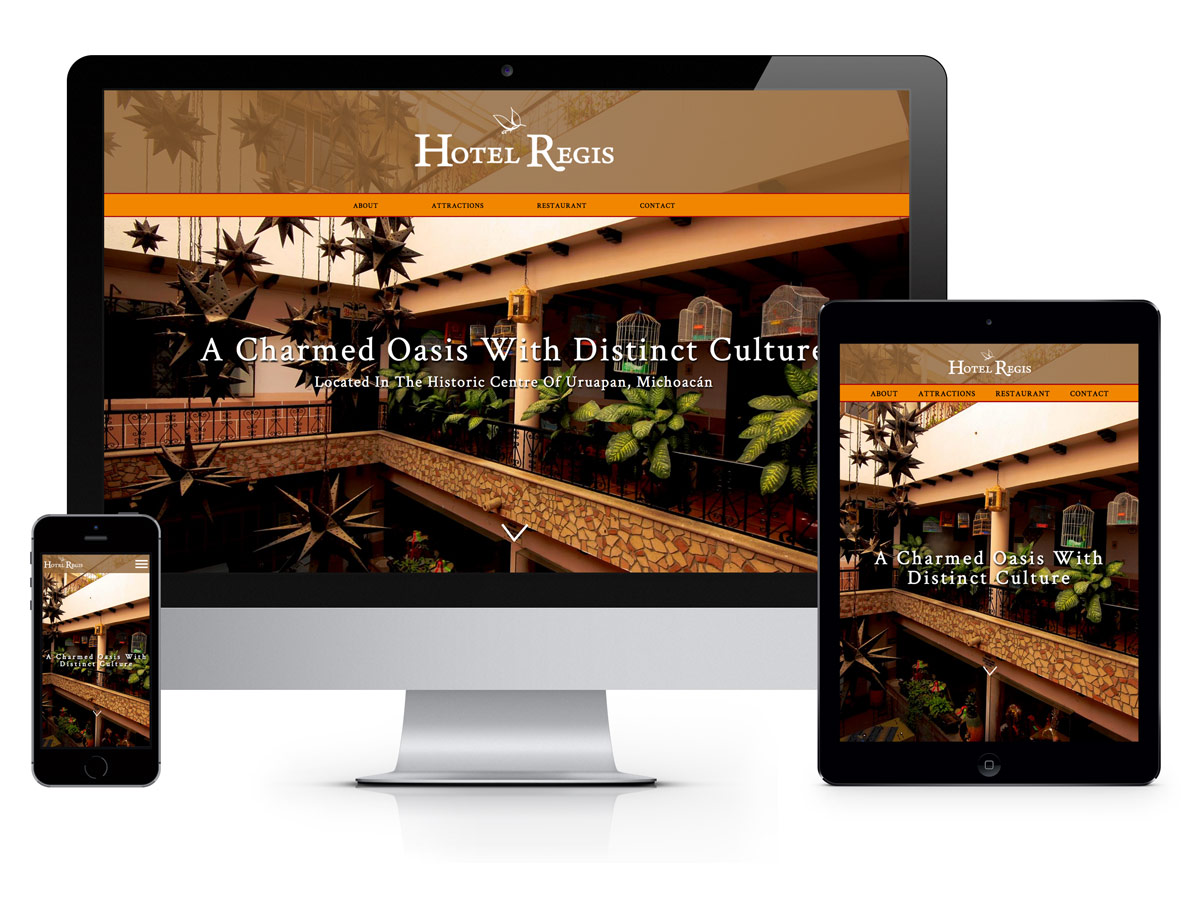 Hotel Regis
ABOUT ATTRACTIONS RESTAURANT CONTACT
A Charmed Oasis With Distinct Culture
Located In The Historic Centre Of Uruapan, Michoacán
Hotel Regis
ABOUT ATTRACTIONS RESTAURANT CONTACT
A Charmed Oasis With
Distinct Culture
Hotel Regis
A Charmed Oasis With
Distinct Culture